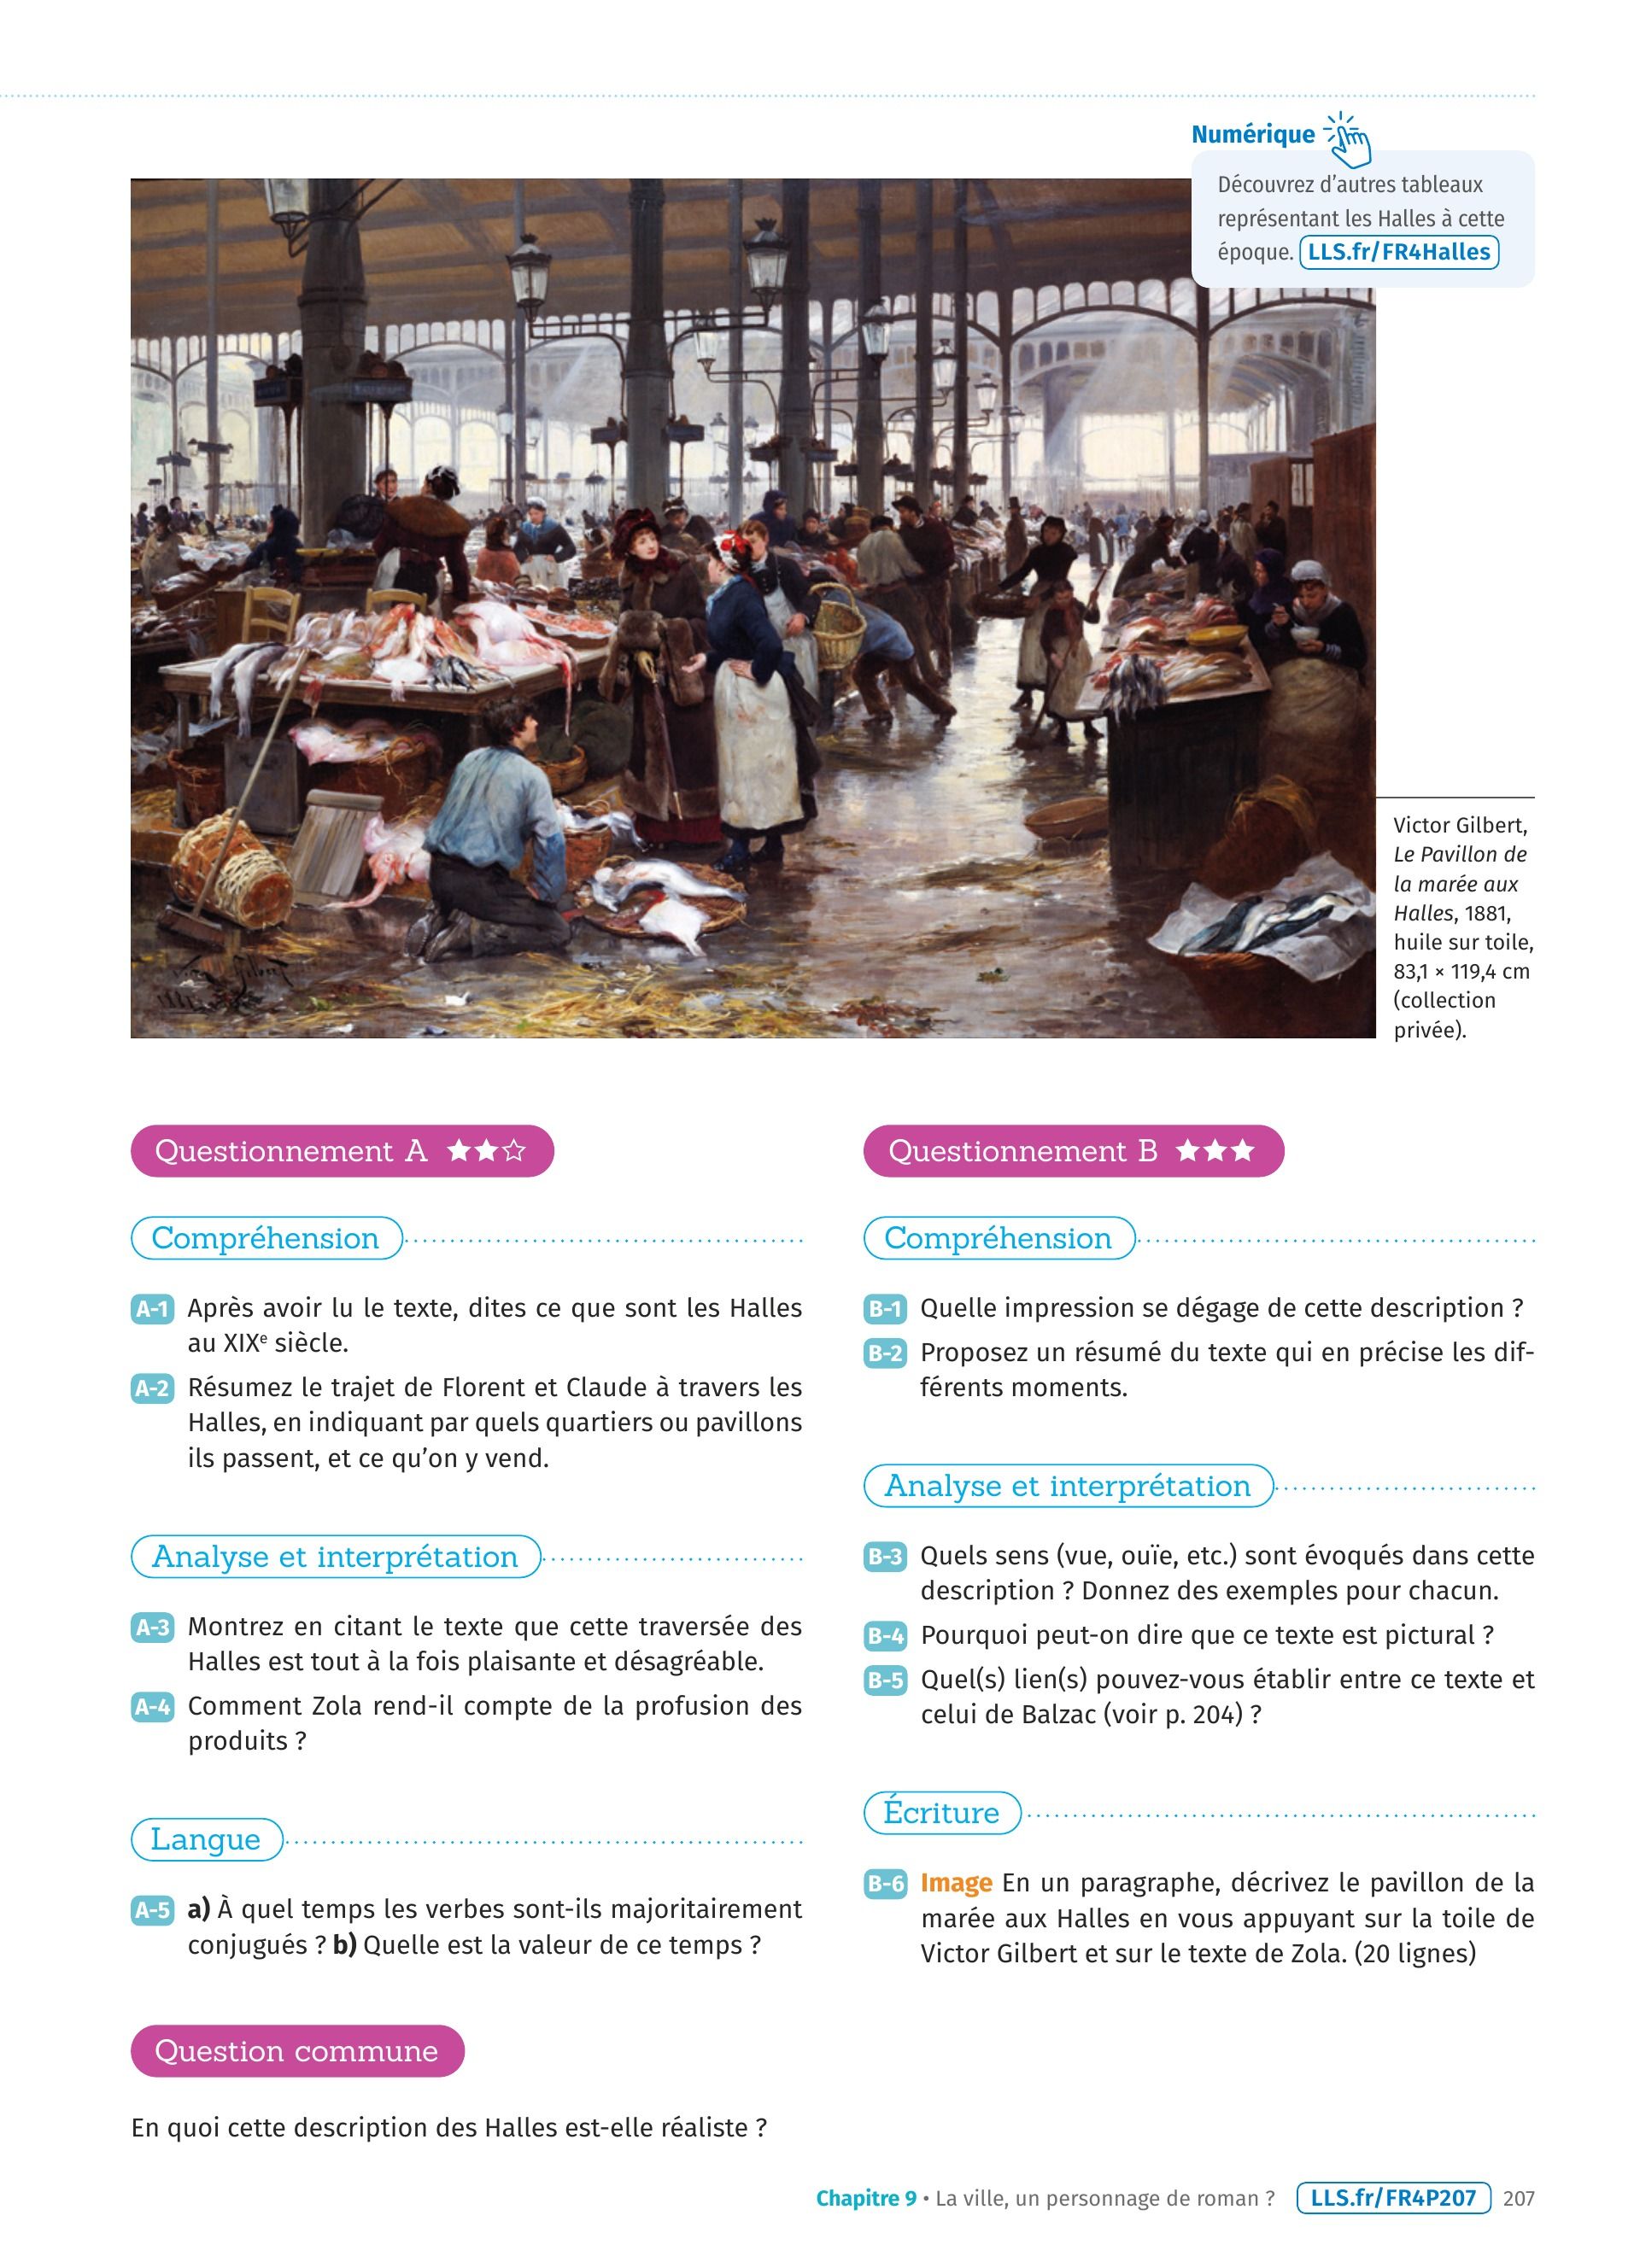 Numérique
Découvrez d’autres tableaux
représentant les Halles à cette
époque. LLS.fr/FR4Halles
Victor Gilbert,
Le Pavillon de
la marée aux
Halles, 1881,
huile sur toile,
83,1 × 119,4 cm
(collection
privée).
Questionnement A ★★☆
Compréhension
A-1 Après avoir lu le texte, dites ce que sont les Halles
au XIXe siècle.
A-2 Résumez le trajet de Florent et Claude à travers les
Halles, en indiquant par quels quartiers ou pavillons
ils passent, et ce qu’on y vend.
Analyse et interprétation
A-3 Montrez en citant le texte que cette traversée des
Halles est tout à la fois plaisante et désagréable.
A-4 Comment Zola rend-il compte de la profusion des
produits ?
Langue
A-5 a) À quel temps les verbes sont-ils majoritairement
conjugués ? b) Quelle est la valeur de ce temps ?
Question commune
En quoi cette description des Halles est-elle réaliste ?
Questionnement B ★★★
Compréhension
B-1 Quelle impression se dégage de cette description ?
B-2 Proposez un résumé du texte qui en précise les dif-
férents moments.
Analyse et interprétation
B-3 Quels sens (vue, ouïe, etc.) sont évoqués dans cette
description ? Donnez des exemples pour chacun.
B-4 Pourquoi peut-on dire que ce texte est pictural ?
B-5 Quel(s) lien(s) pouvez-vous établir entre ce texte et
celui de Balzac (voir p. 204) ?
Écriture
B-6 Image En un paragraphe, décrivez le pavillon de la
marée aux Halles en vous appuyant sur la toile de
Victor Gilbert et sur le texte de Zola. (20 lignes)
Chapitre 9 • La ville, un personnage de roman ? LLS.fr/FR4P207 207